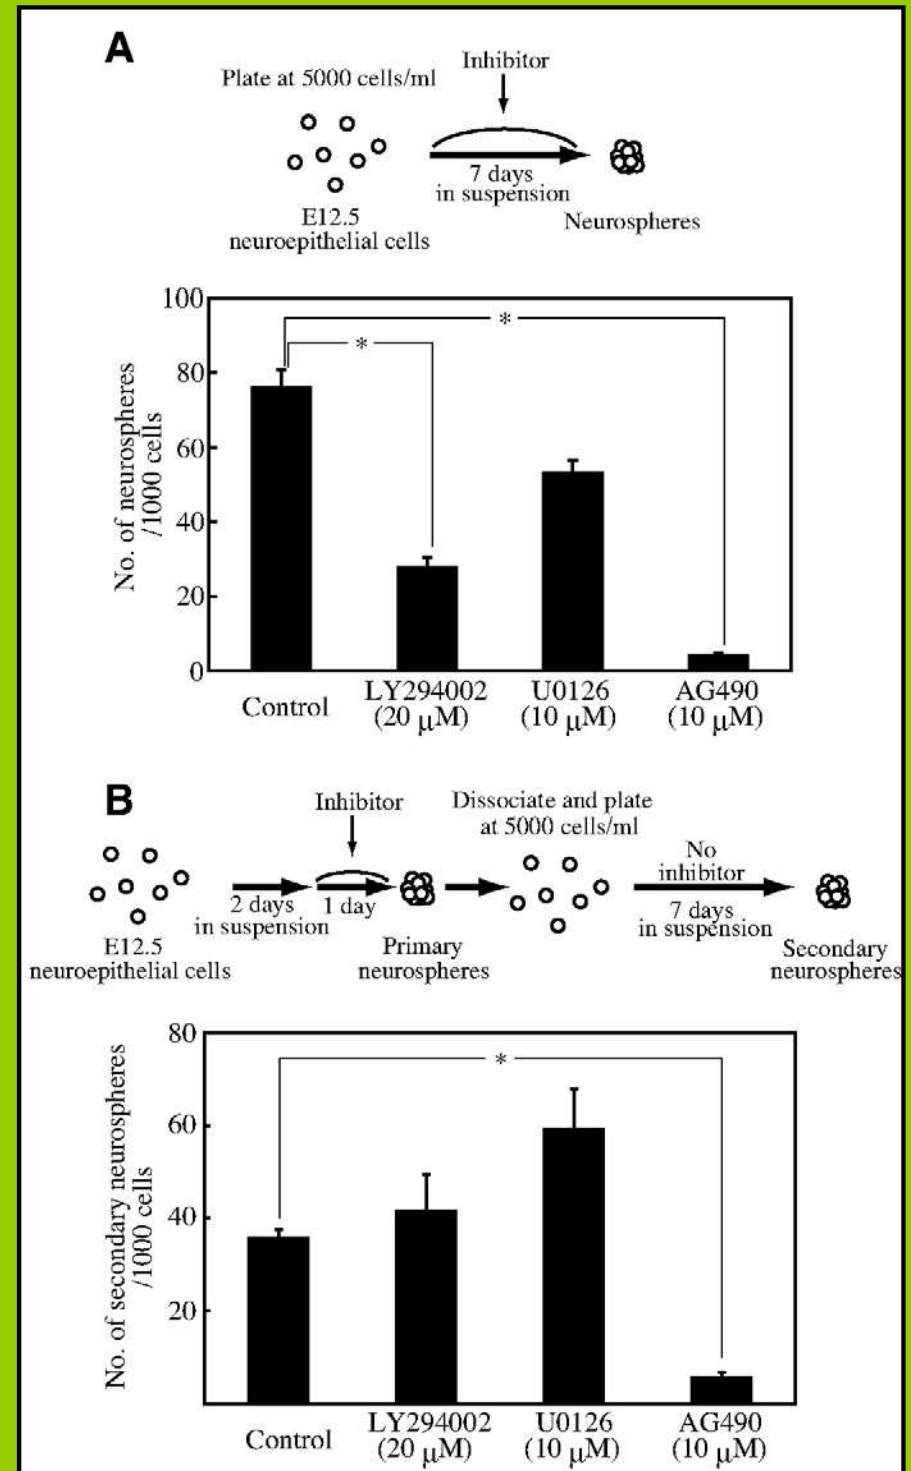 A
Inhibitor
Plate at 5000 cells/ml
7 days
in suspension
E12.5
neuroepithelial cells
Neurospheres
100
80
60
40
20
0
No. of neurospheres
/1000 cells
*
*
Control
LY294002
(20 μM)
U0126
(10 μM)
AG490
(10 μM)
B
Inhibitor
Dissociate and plate
at 5000 cells/ml
No
inhibitor
2 days
in suspension
1 day
7 days
in suspension
E12.5
neuroepithelial cells
Primary
neurospheres
Secondary
neurospheres
80
60
40
20
No. of secondary neurospheres
/1000 cells
*
Control
LY294002
(20 μM)
U0126
(10 μM)
AG490
(10 μM)